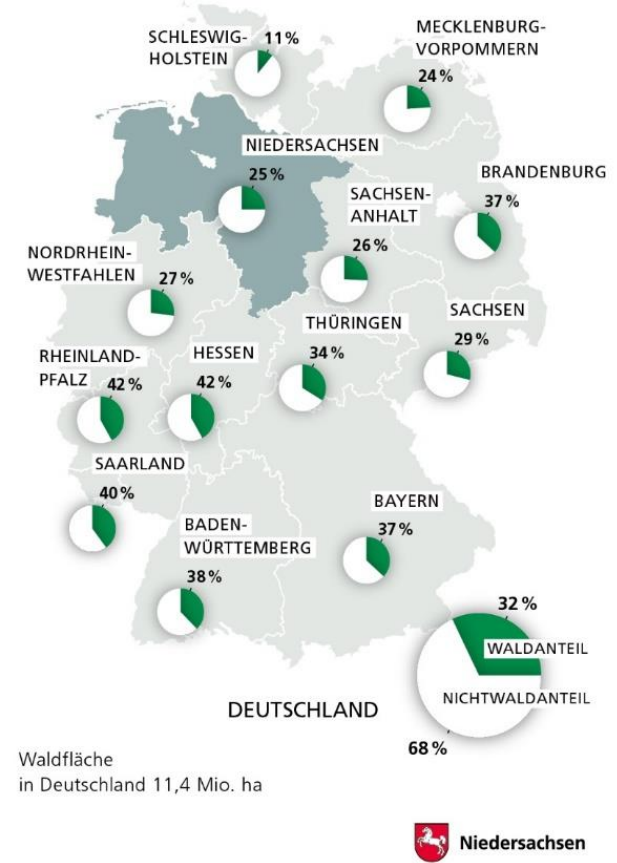 SCHLESWIG-
HOLSTEIN
11 %
MECKLENBURG-
VORPOMMERN
24 %
NIEDERSACHSEN
25 %
BRANDENBURG
37 %
SACHSEN-
ANHALT
26 %
NORDRHEIN-
WESTFAHLEN
27 %
SACHSEN
29 %
THÜRINGEN
34 %
RHEINLAND-
PFALZ
42 %
HESSEN
42 %
SAARLAND
40 %
BAYERN
37 %
BADEN-
WÜRTTEMBERG
38 %
32 %
WALDANTEIL
NICHTWALDANTEIL
68 %
DEUTSCHLAND
Waldfläche
in Deutschland 11,4 Mio. ha
Niedersachsen